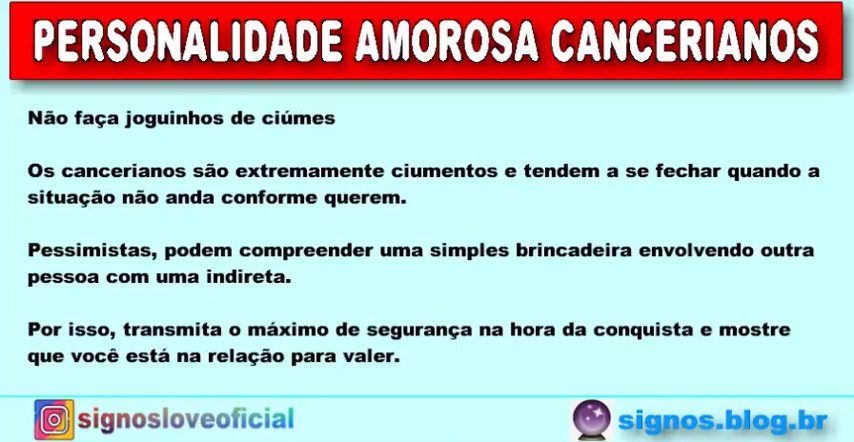 PERSONALIDADE AMOROSA CANCERIANOS
Não faça joguinhos de ciúmes
Os cancerianos são extremamente ciumentos e tendem a se fechar quando a
situação não anda conforme querem.
Pessimistas, podem compreender uma simples brincadeira envolvendo outra
pessoa com uma indireta.
Por isso, transmita o máximo de segurança na hora da conquista e mostre
que você está na relação para valer.
signosloveoficial
signos.blog.br